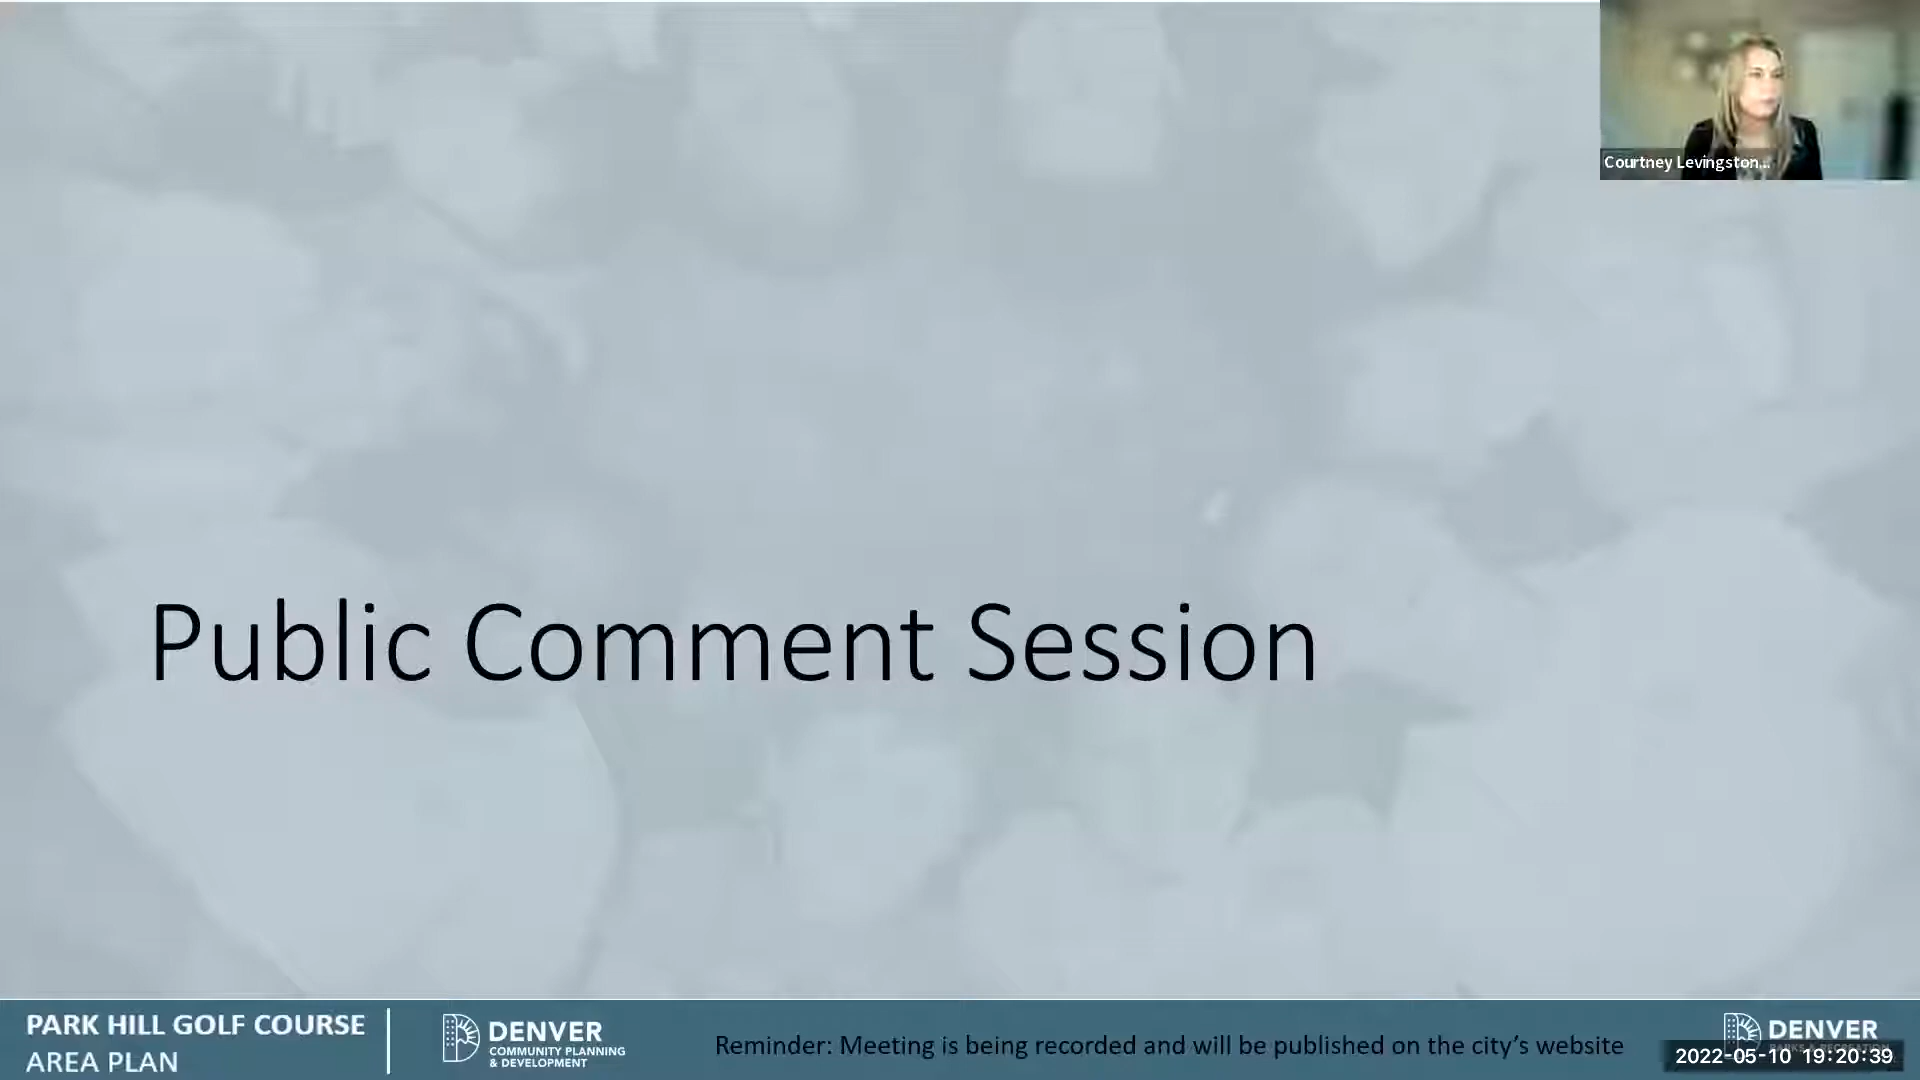 Courtney Levingston...
Public Comment Session
PARK HILL GOLF COURSE
AREA PLAN
DENVER
COMMUNITY PLANNING
& DEVELOPMENT
Reminder: Meeting is being recorded and will be published on the city's website
DENVER
2022-05-10 19:20:39